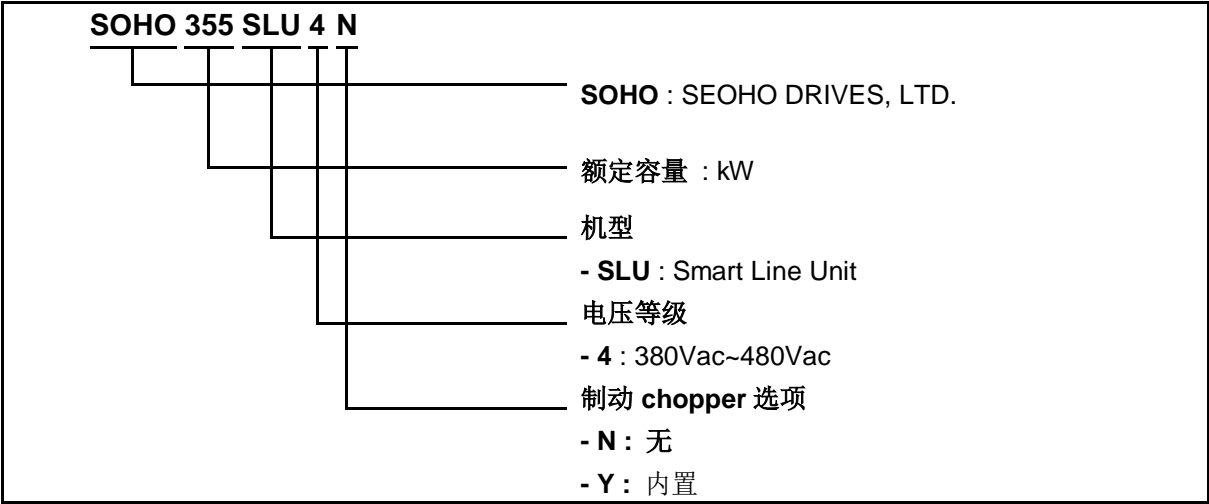 SOHO 355 SLU 4 N
SOHO : SEOHO DRIVES, LTD.
额定容量 : kW
机型
- SLU : Smart Line Unit
电压等级
- 4 : 380Vac~480Vac
制动 chopper 选项
- N : 无
- Y : 内置